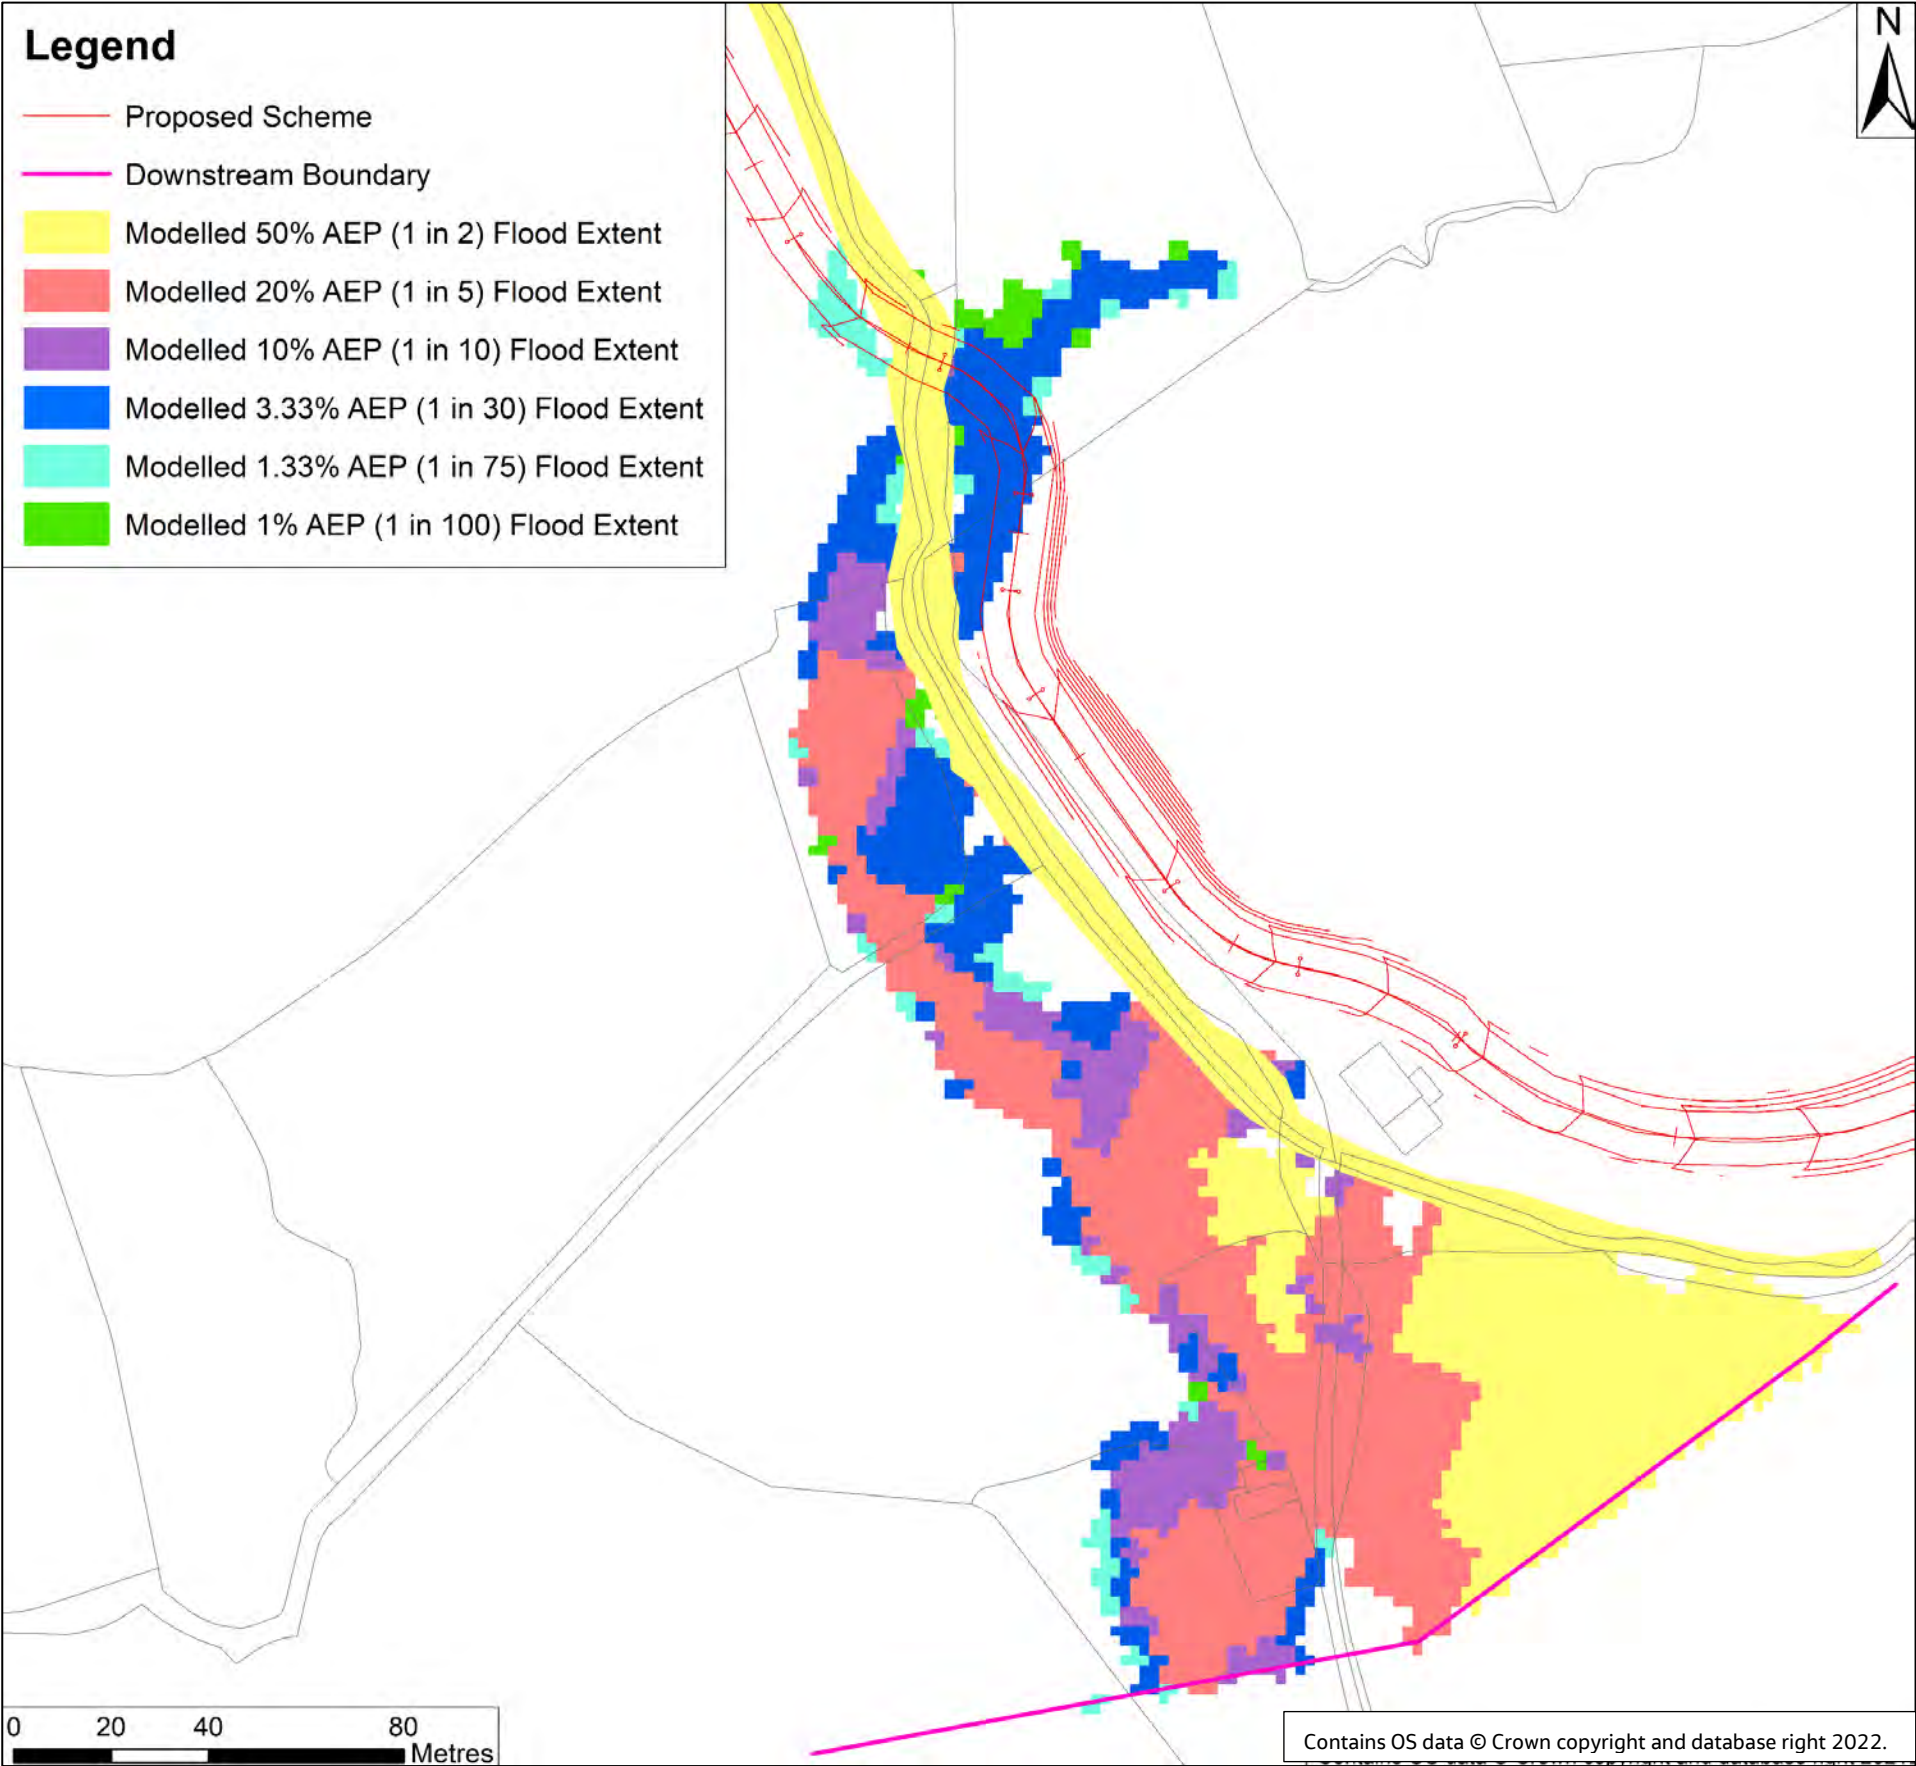 Legend
N
Proposed Scheme
Downstream Boundary
Modelled 50% AEP (1 in 2) Flood Extent
Modelled 20% AEP (1 in 5) Flood Extent
Modelled 10% AEP (1 in 10) Flood Extent
Modelled 3.33% AEP (1 in 30) Flood Extent
Modelled 1.33% AEP (1 in 75) Flood Extent
Modelled 1% AEP (1 in 100) Flood Extent
0 20 40 80
Metres
Contains OS data © Crown copyright and database right 2022.